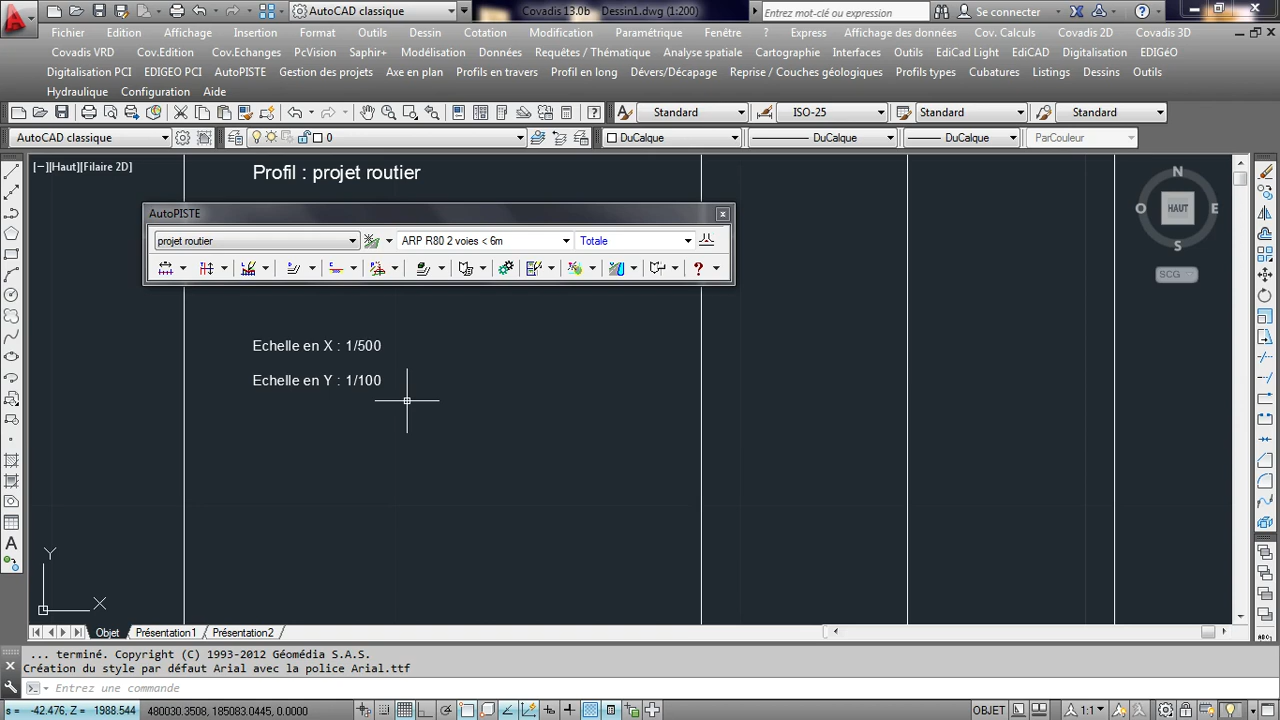 AutoCAD classique
Covadis 13.0b
Dessin1.dwg (1:200)
Entrez mot-clé ou expression
Se connecter
Fichier
Edition
Affichage
Insertion
Format
Outils
Dessin
Cotation
Modification
Paramétrique
Fenêtre
?
Express
Affichage des données
Cov. Calculs
Covadis 2D
Covadis 3D
Covadis VRD
Cov.Edition
Cov.Echanges
PcVision
Saphir+
Modélisation
Données
Requêtes / Thématique
Analyse spatiale
Cartographie
Interfaces
Outils
EdiCad Light
EdiCAD
Digitalisation
EDIGéO
Digitalisation PCI
EDIGEO PCI
AutoPISTE
Gestion des projets
Axe en plan
Profils en travers
Profil en long
Dévers/Décapage
Reprise / Couches géologiques
Profils types
Cubatures
Listings
Dessins
Outils
Hydraulique
Configuration
Aide
Standard
ISO-25
Standard
Standard
AutoCAD classique
0
DuCalque
DuCalque
DuCalque
ParCouleur
[−][Haut][Filaire 2D]
Profil : projet routier
AutoPISTE
projet routier
ARP R80 2 voies < 6m
Totale
N
O
HAUT
E
S
SCG
Echelle en X : 1/500
Echelle en Y : 1/100
Y
X
Objet
Présentation1
Présentation2
... terminé. Copyright (C) 1993-2012 Géomédia S.A.S.
Création du style par défaut Arial avec la police Arial.ttf
Entrez une commande
s = -42.476, Z = 1988.544
480030.3508, 185083.0445, 0.0000
OBJET
1:1